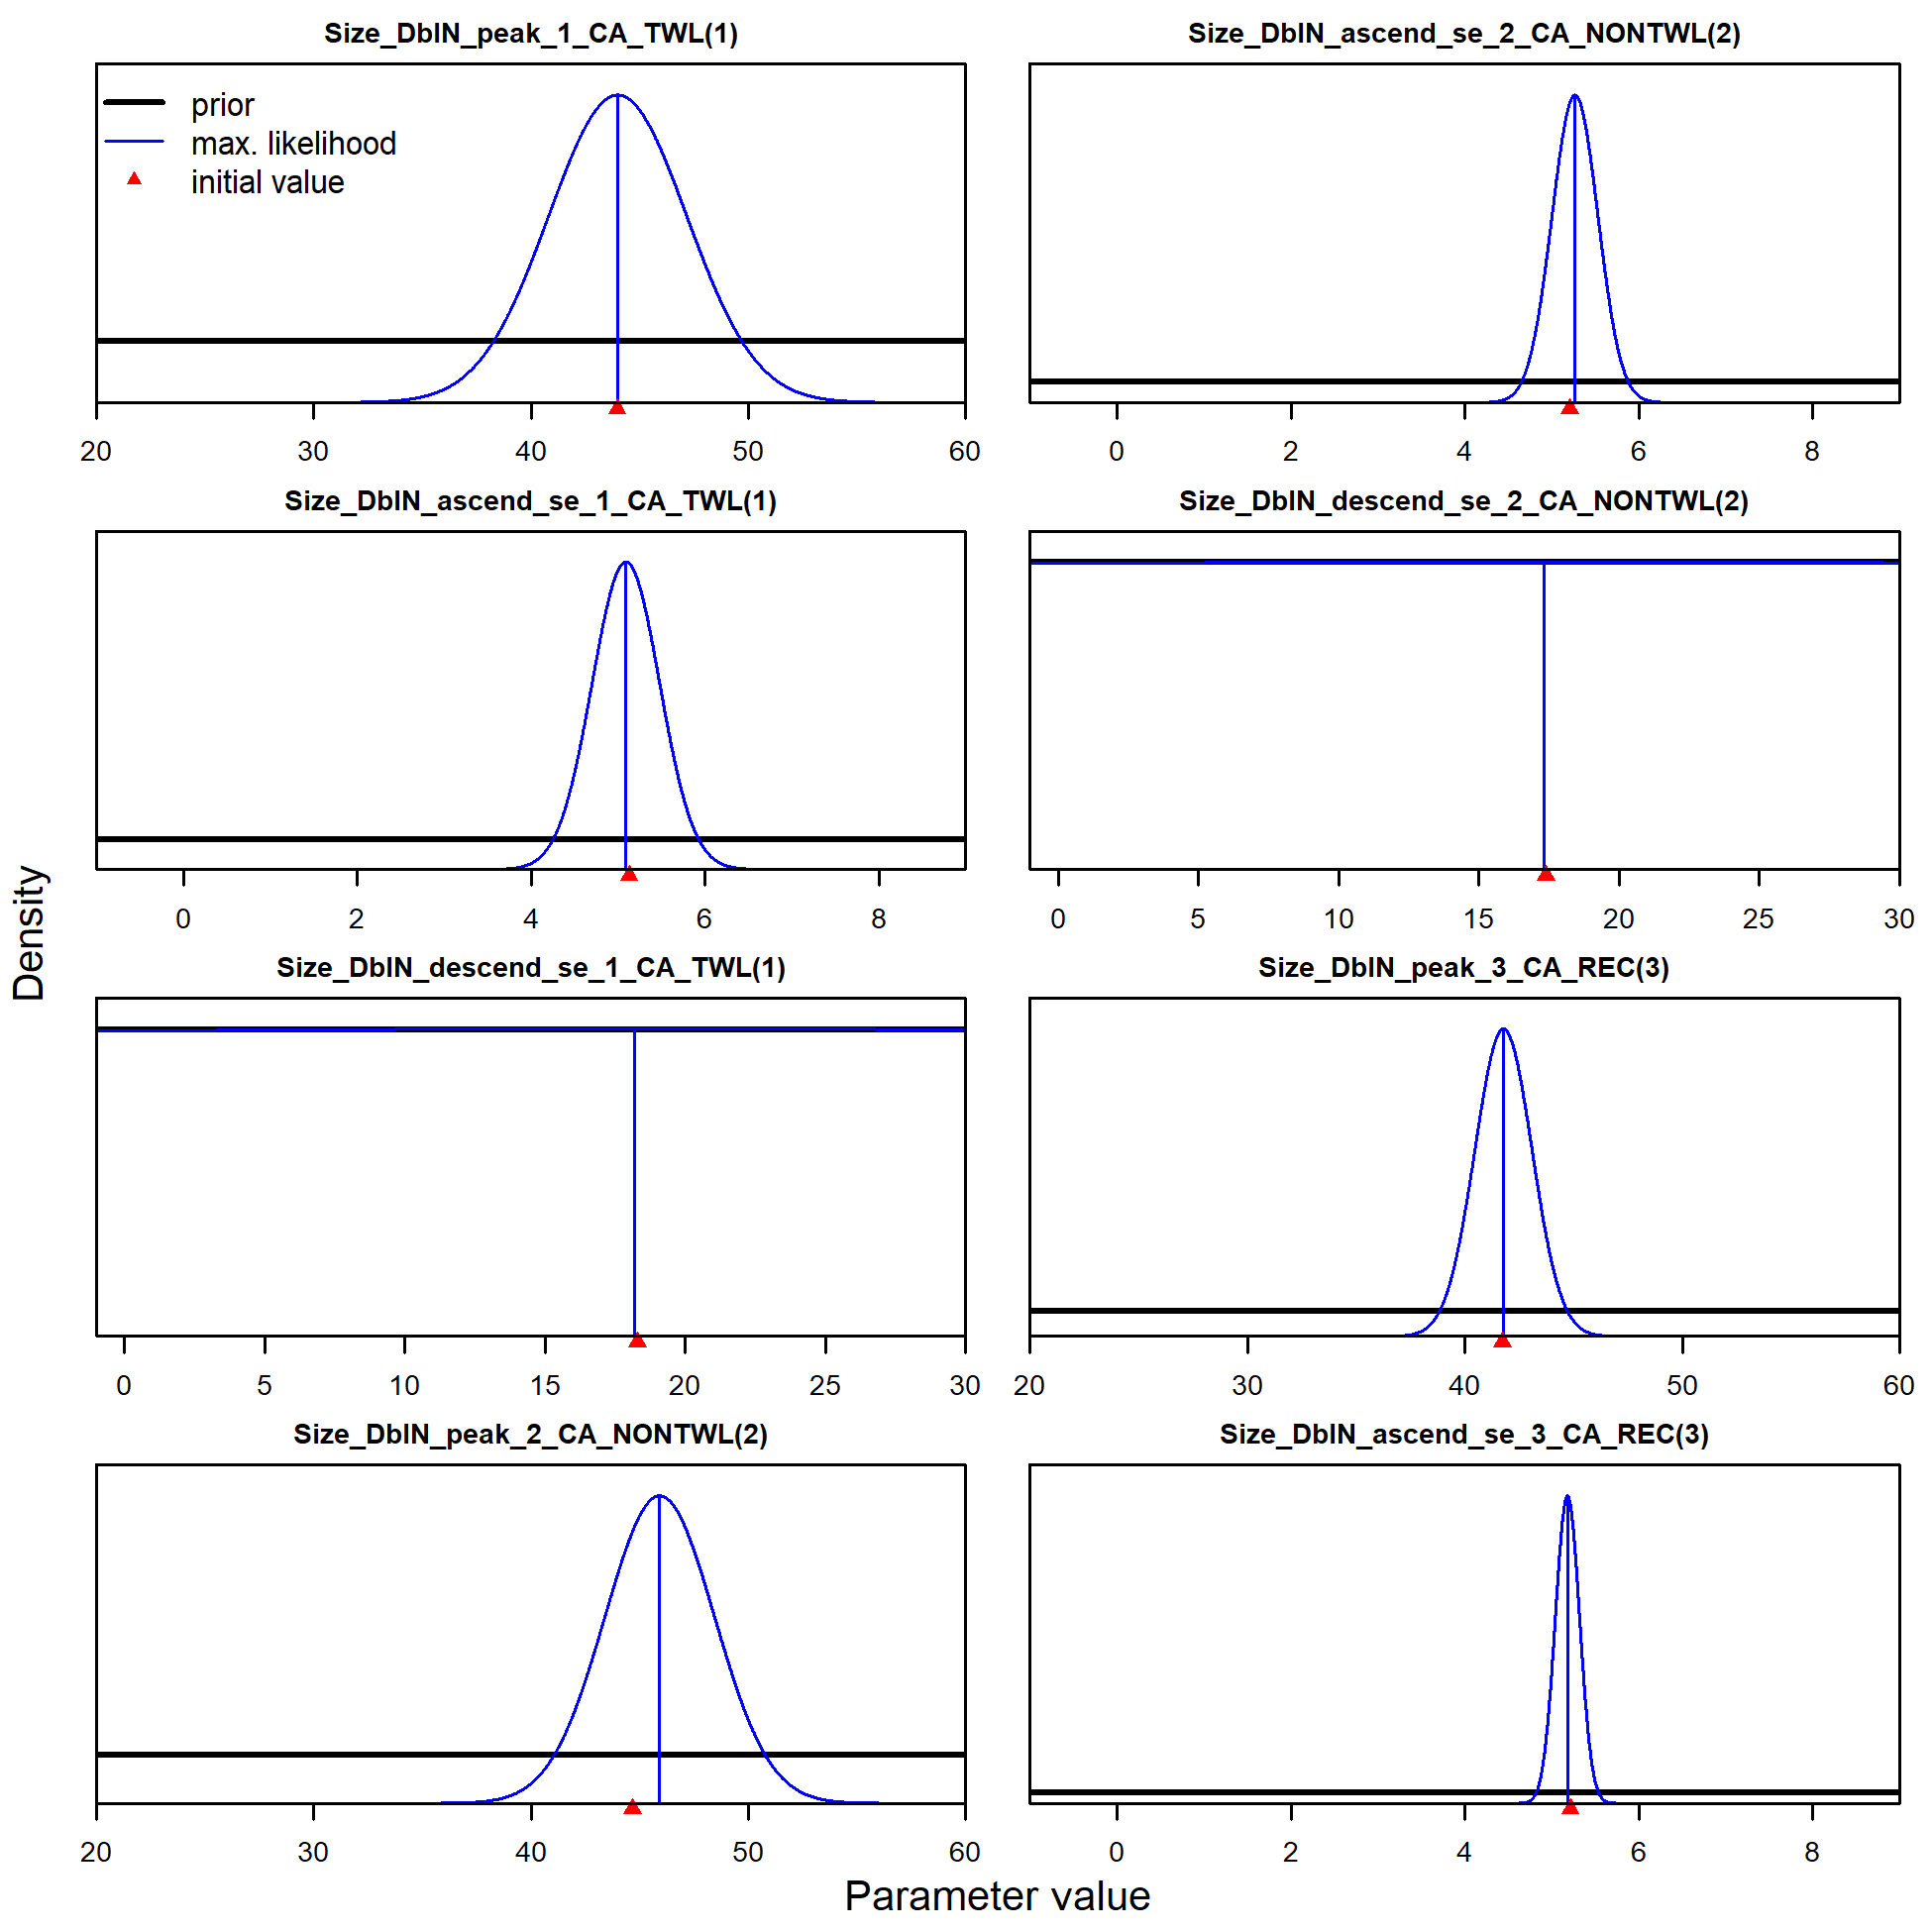 Size_DblN_peak_1_CA_TWL(1)
prior
max. likelihood
initial value
20 30 40 50 60
Size_DblN_ascend_se_2_CA_NONTWL(2)
0 2 4 6 8
Size_DblN_ascend_se_1_CA_TWL(1)
0 2 4 6 8
Size_DblN_descend_se_2_CA_NONTWL(2)
0 5 10 15 20 25 30
Size_DblN_descend_se_1_CA_TWL(1)
0 5 10 15 20 25 30
Size_DblN_peak_3_CA_REC(3)
20 30 40 50 60
Size_DblN_peak_2_CA_NONTWL(2)
20 30 40 50 60
Size_DblN_ascend_se_3_CA_REC(3)
0 2 4 6 8
Density
Parameter value